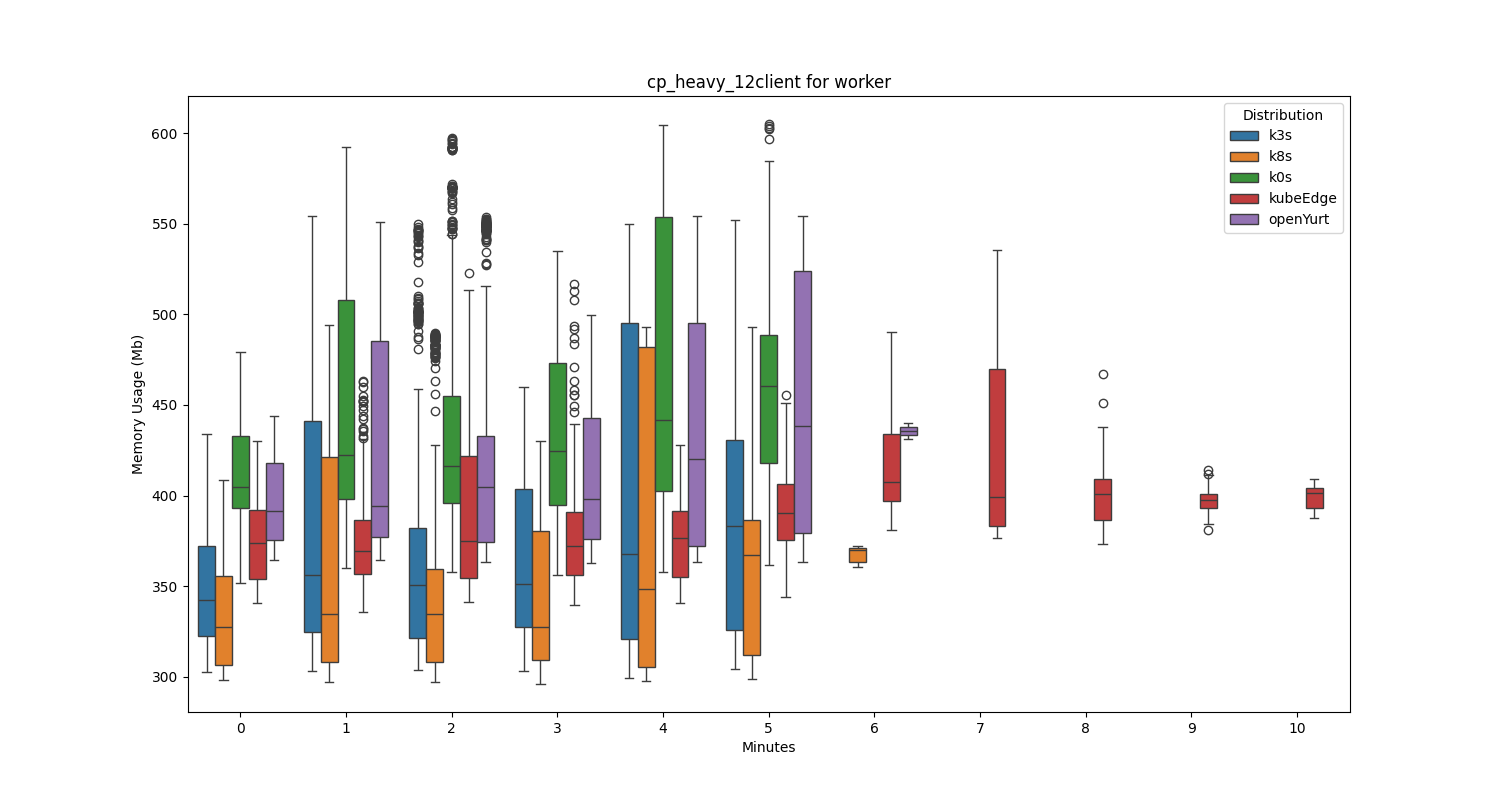 cp_heavy_12client for worker
Distribution
k3s
k8s
k0s
kubeEdge
openYurt
Memory Usage (Mb)
600
550
500
450
400
350
300
0 1 2 3 4 5 6 7 8 9 10
Minutes